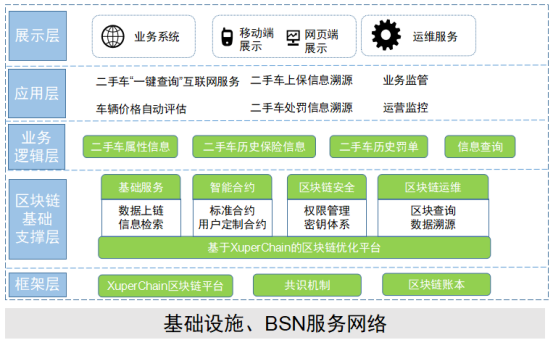 展示层
业务系统
移动端
展示
网页端
展示
运维服务
应用层
二手车“一键查询”互联网服务
二手车上保信息溯源
业务监管
车辆价格自动评估
二手车处罚信息溯源
运营监控
业务
逻辑层
二手车属性信息
二手车历史保险信息
二手车历史罚单
信息查询
区块链
基础
支撑层
基础服务
数据上链
信息检索
智能合约
标准合约
用户定制合约
区块链安全
权限管理
密钥体系
区块链运维
区块查询
数据溯源
基于XuperChain的区块链优化平台
框架层
XuperChain区块链平台
共识机制
区块链账本
基础设施、BSN服务网络